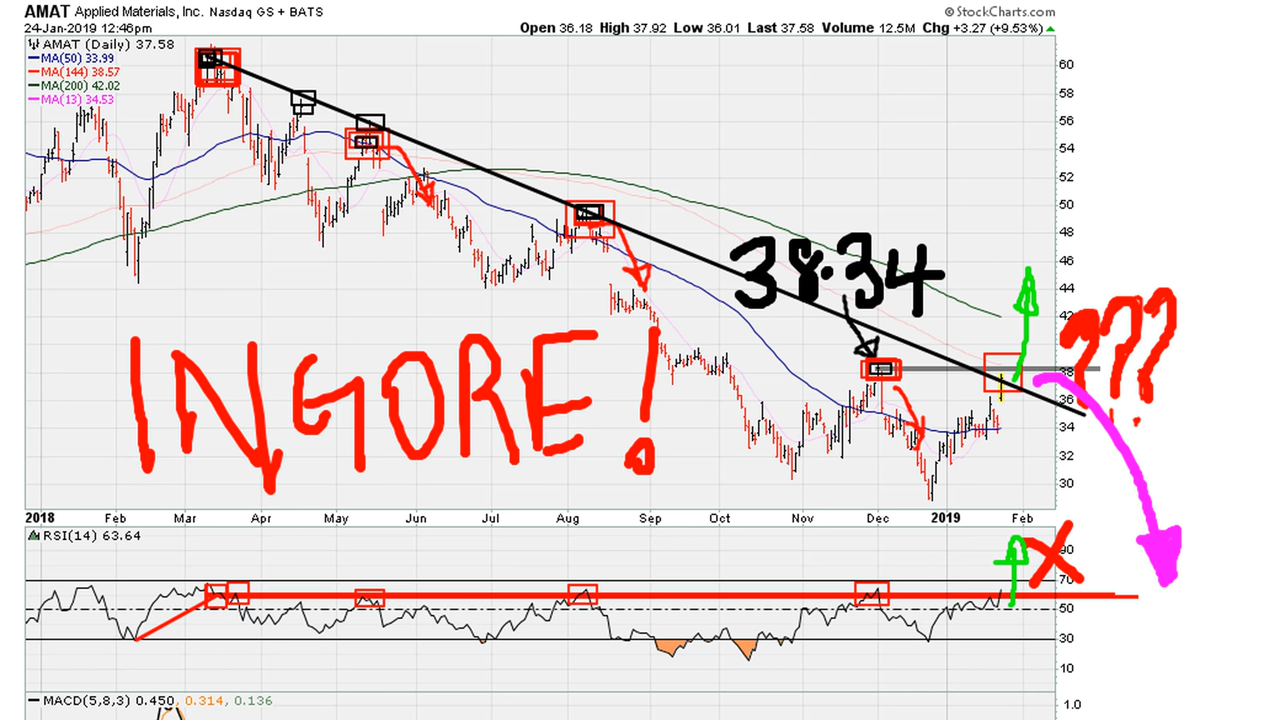 AMAT Applied Materials, Inc. Nasdaq GS + BATS
© StockCharts.com
24-Jan-2019 12:46pm
Open 36.18 High 37.92 Low 36.01 Last 37.58 Volume 12.5M Chg +3.27 (+9.53%)
AMAT (Daily) 37.58
MA(50) 33.99
MA(144) 38.57
MA(200) 42.02
MA(13) 34.53
60
58
56
54
52
50
48
46
44
42
38
36
34
32
30
38.34
???
INGORE!
2018 Feb Mar Apr May Jun Jul Aug Sep Oct Nov Dec 2019 Feb
RSI(14) 63.64
X
90
70
50
30
10
MACD(5,8,3) 0.450, 0.314, 0.136
1.0